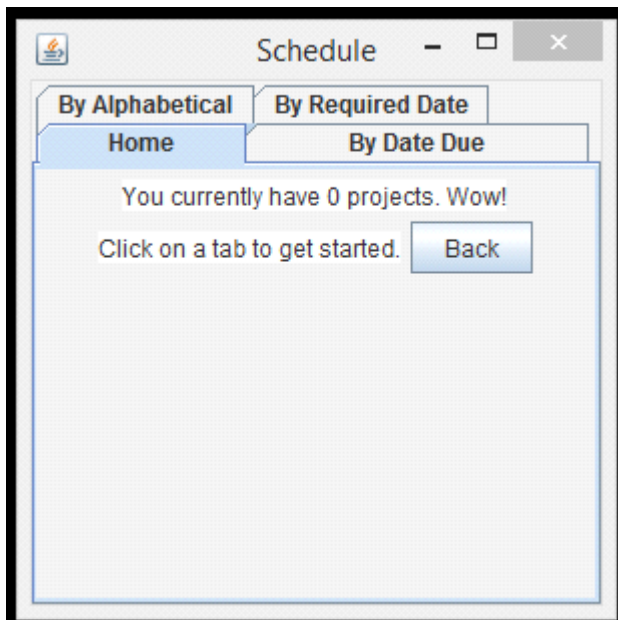 Schedule
By Alphabetical By Required Date
Home By Date Due
You currently have 0 projects. Wow!
Click on a tab to get started. Back